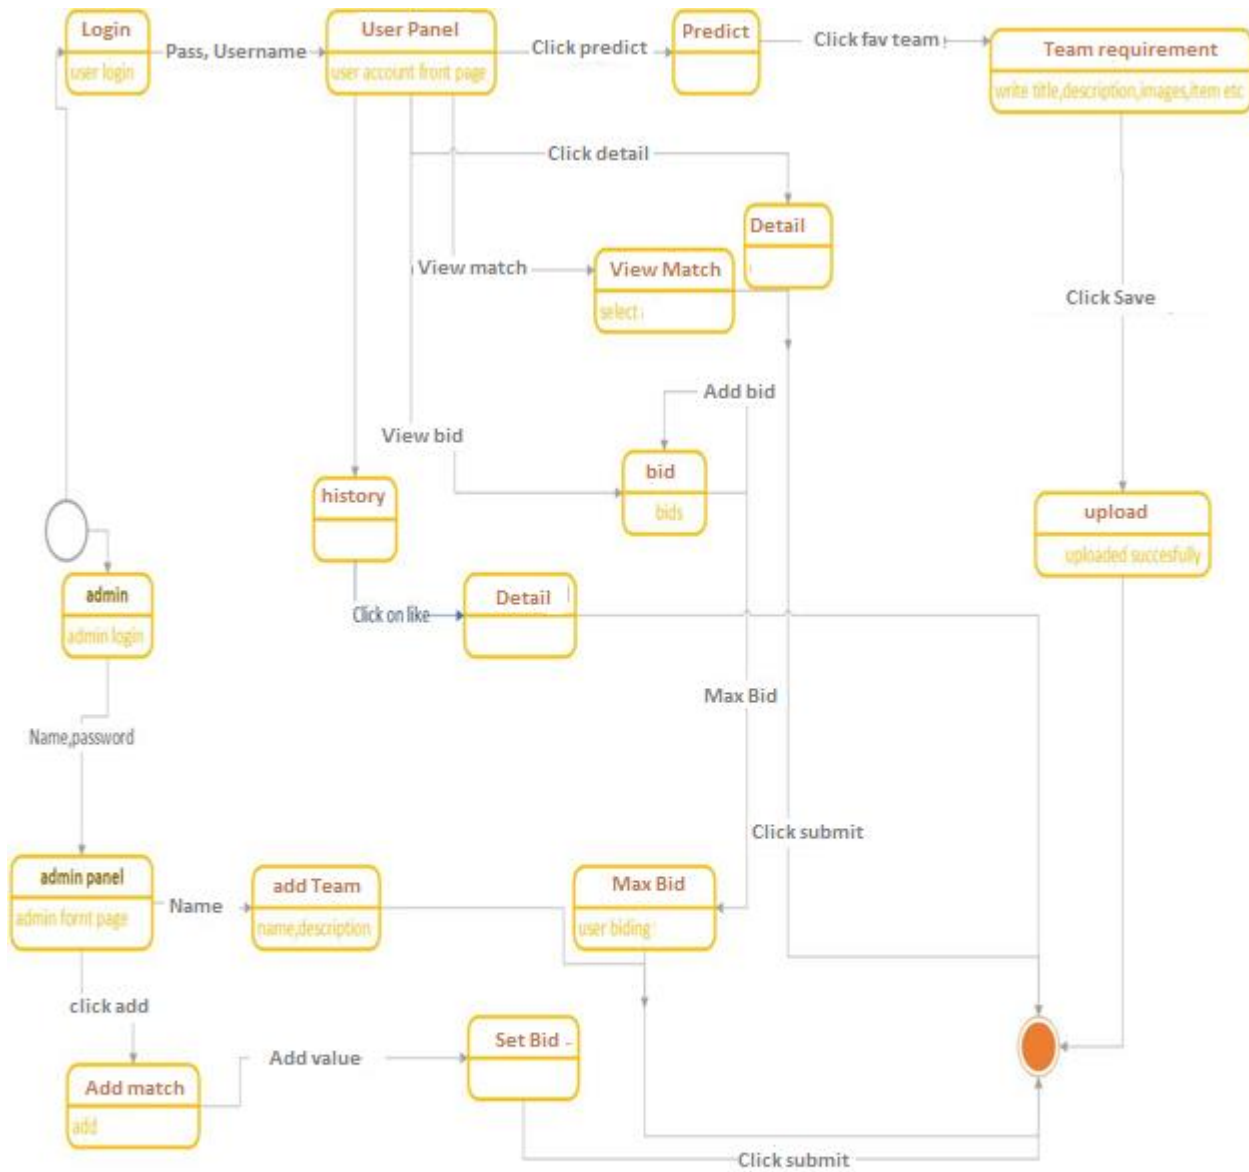 Login
user login
Pass, Username
User Panel
user account front page
Click predict
Predict
Click fav team
Team requirement
write title,description,images,item etc
Click detail
Detail
View match
View Match
select
Click Save
Add bid
View bid
bid
bids
history
upload
uploaded succesfully
admin
admin login
Click on like
Detail
Max Bid
Name,password
Click submit
admin panel
admin fornt page
Name
add Team
name,description
Max Bid
user biding
click add
Set Bid
Add value
Add match
add
Click submit